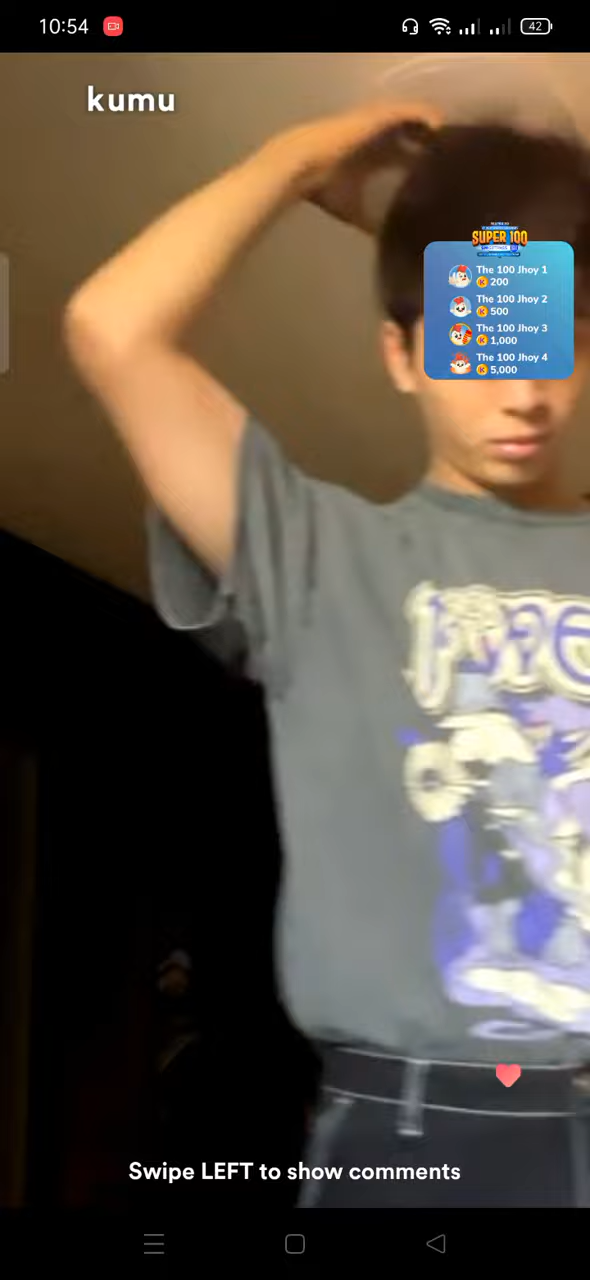 10:54
42
kumu
SUPER 100
The 100 Jhoy 1
200
The 100 Jhoy 2
500
The 100 Jhoy 3
1,000
The 100 Jhoy 4
5,000
Swipe LEFT to show comments